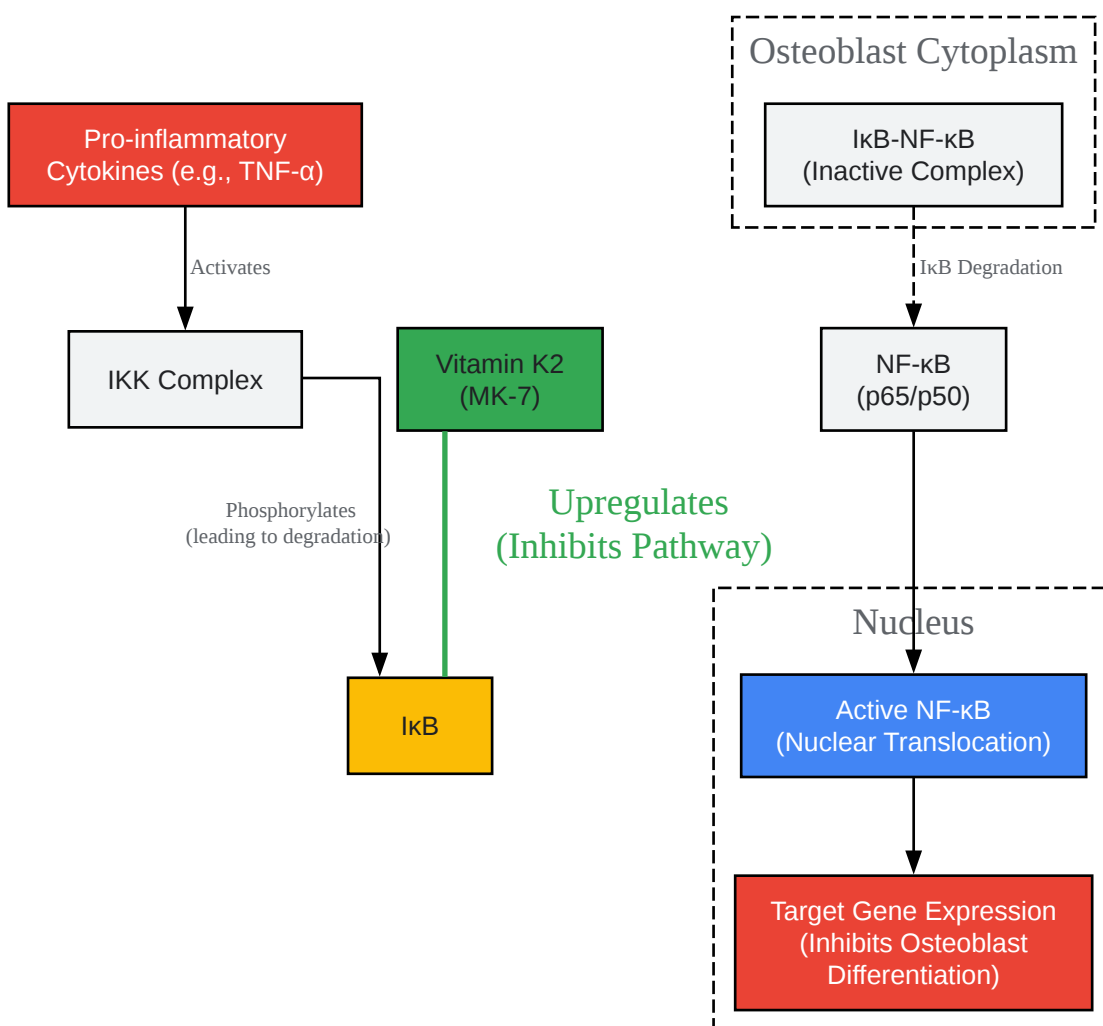 Osteoblast Cytoplasm
Pro-inflammatory
Cytokines (e.g., TNF-α)
IκB-NF-κB
(Inactive Complex)
Activates
IκB Degradation
IKK Complex
Vitamin K2
(MK-7)
NF-κB
(p65/p50)
Phosphorylates
(leading to degradation)
Upregulates
(Inhibits Pathway)
Nucleus
IκB
Active NF-κB
(Nuclear Translocation)
Target Gene Expression
(Inhibits Osteoblast
Differentiation)